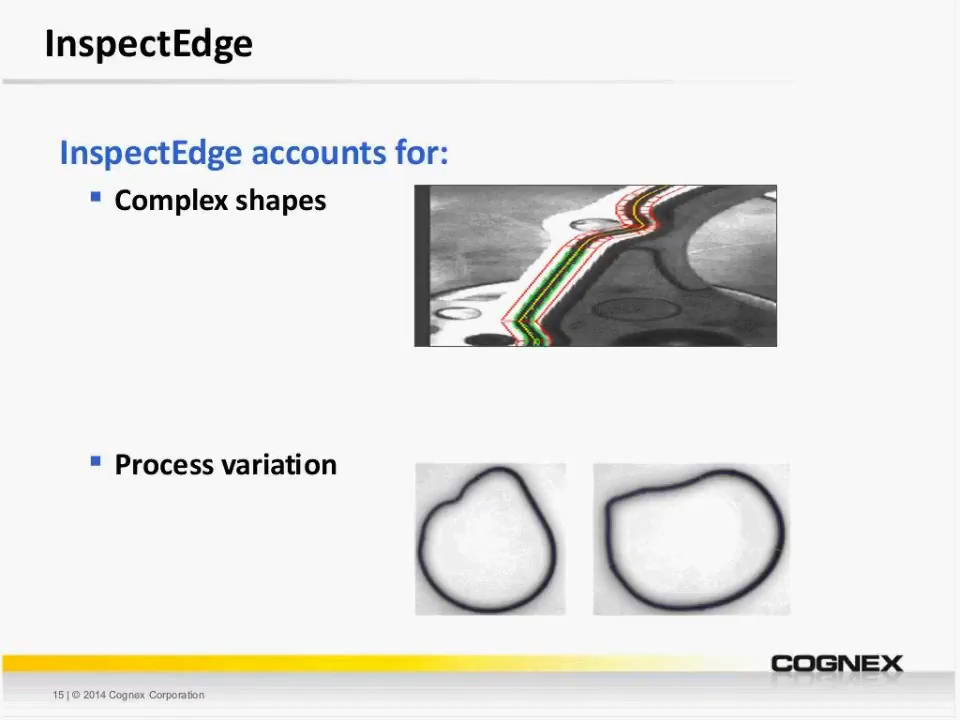 InspectEdge
InspectEdge accounts for:
▪ Complex shapes
▪ Process variation
COGNEX
15 | © 2014 Cognex Corporation